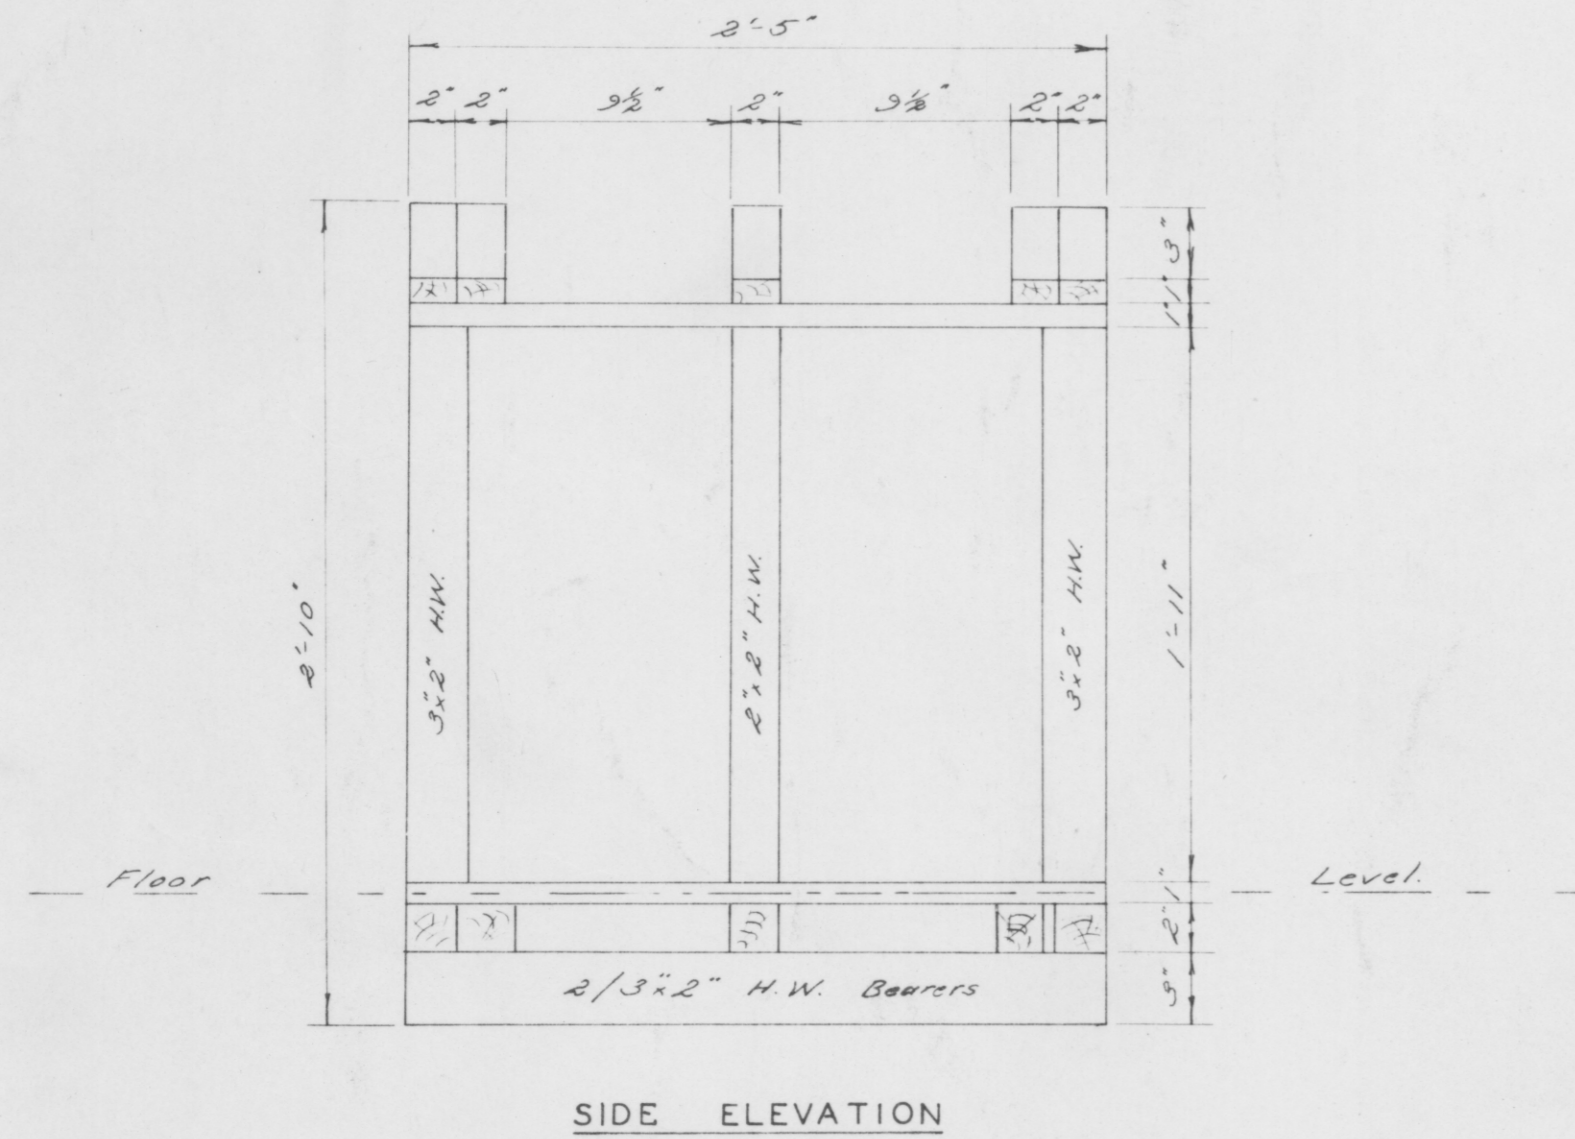 2'-5"
2" 2" 9½" 2" 9½" 2" 2"
3"
1"
1"
2'-10"
3"x2" H.W.
2"x2" H.W.
3"x2" H.W.
1'-11"
Floor Level.
1"
2"
3"
2/3"x2" H.W. Bearers
SIDE ELEVATION